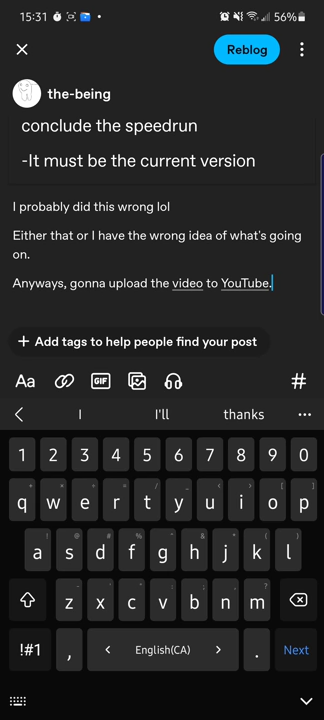 15:31 56%
Reblog
the-being
conclude the speedrun
-It must be the current version
I probably did this wrong lol
Either that or I have the wrong idea of what's going
on.
Anyways, gonna upload the video to YouTube.
+ Add tags to help people find your post
Aa GIF #
I I'll thanks
1 2 3 4 5 6 7 8 9 0
q w e r t y u i o p
a s d f g h j k l
z x c v b n m
!#1 , < English(CA) > . Next